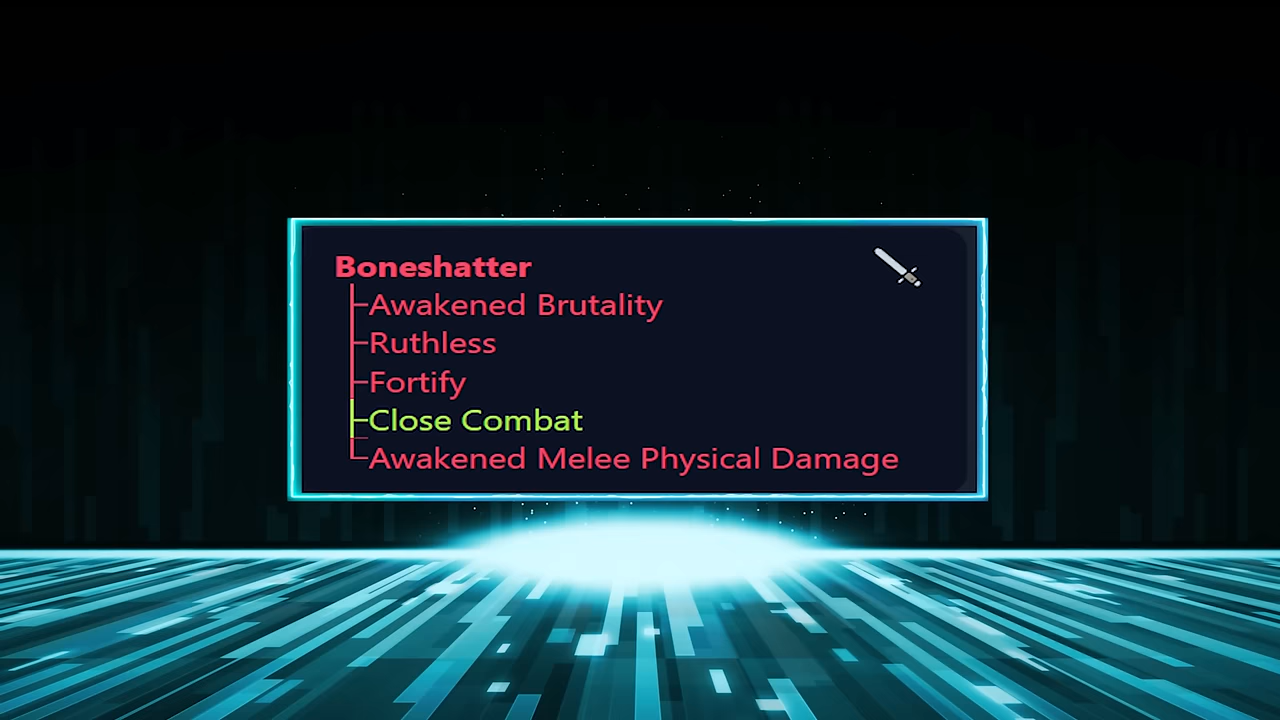 Boneshatter
Awakened Brutality
Ruthless
Fortify
Close Combat
Awakened Melee Physical Damage